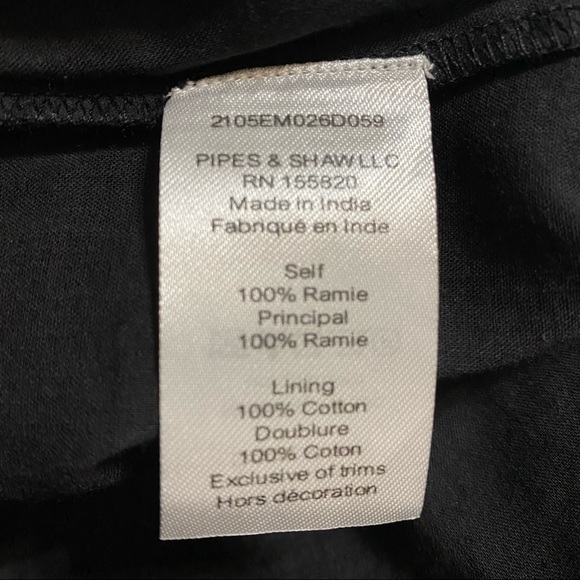 2105EM026D059
PIPES & SHAW LLC
RN 155820
Made in India
Fabriqué en Inde
Self
100% Ramie
Principal
100% Ramie
Lining
100% Cotton
Doublure
100% Coton
Exclusive of trims
Hors décoration